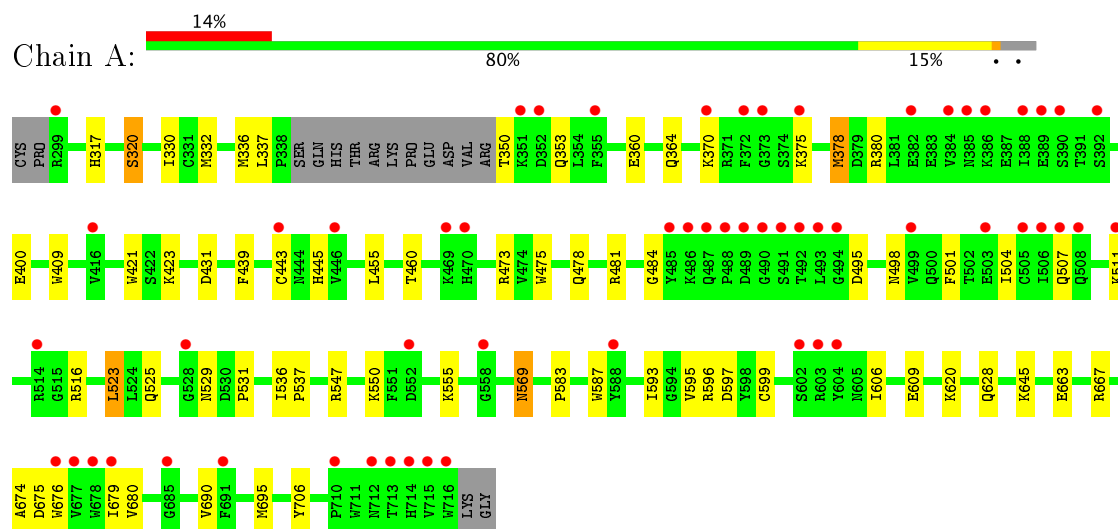 14%
Chain A:
80% 15% • •
CYS PRO R299 H317 S320 I330 C331 M332 M336 L337 P338 SER GLN HIS THR ARG LYS PRO GLU ASP VAL ARG T350 K351 D352 Q353 L354 F355 E360 Q364 K370 R371 F372 G373 S374 K375 M378 D379 R380 L381 E382 E383 V384 N385 K386 E387 I388 E389 S390 T391 S392
E400 W409 V416 W421 S422 K423 D431 F439 C443 N444 H445 V446 L455 T460 K469 H470 R473 V474 W475 Q478 R481 G484 Y485 K486 Q487 P488 D489 G490 S491 T492 L493 G494 D495 N498 V499 Q500 F501 T502 E503 I504 C505 I506 Q507 Q508 K511
R514 G515 R516 L523 L524 Q525 G528 N529 D530 P531 I536 P537 R547 K550 F551 D552 K555 G558 N569 P583 W587 Y588 I593 G594 V595 R596 D597 Y598 C599 S602 R603 Y604 N605 I606 E609 K620 Q628 K645 E663 R667
A674 D675 W676 V677 W678 I679 V680 G685 V690 F691 M695 Y706 P710 W711 N712 T713 H714 V715 W716 LYS GLY